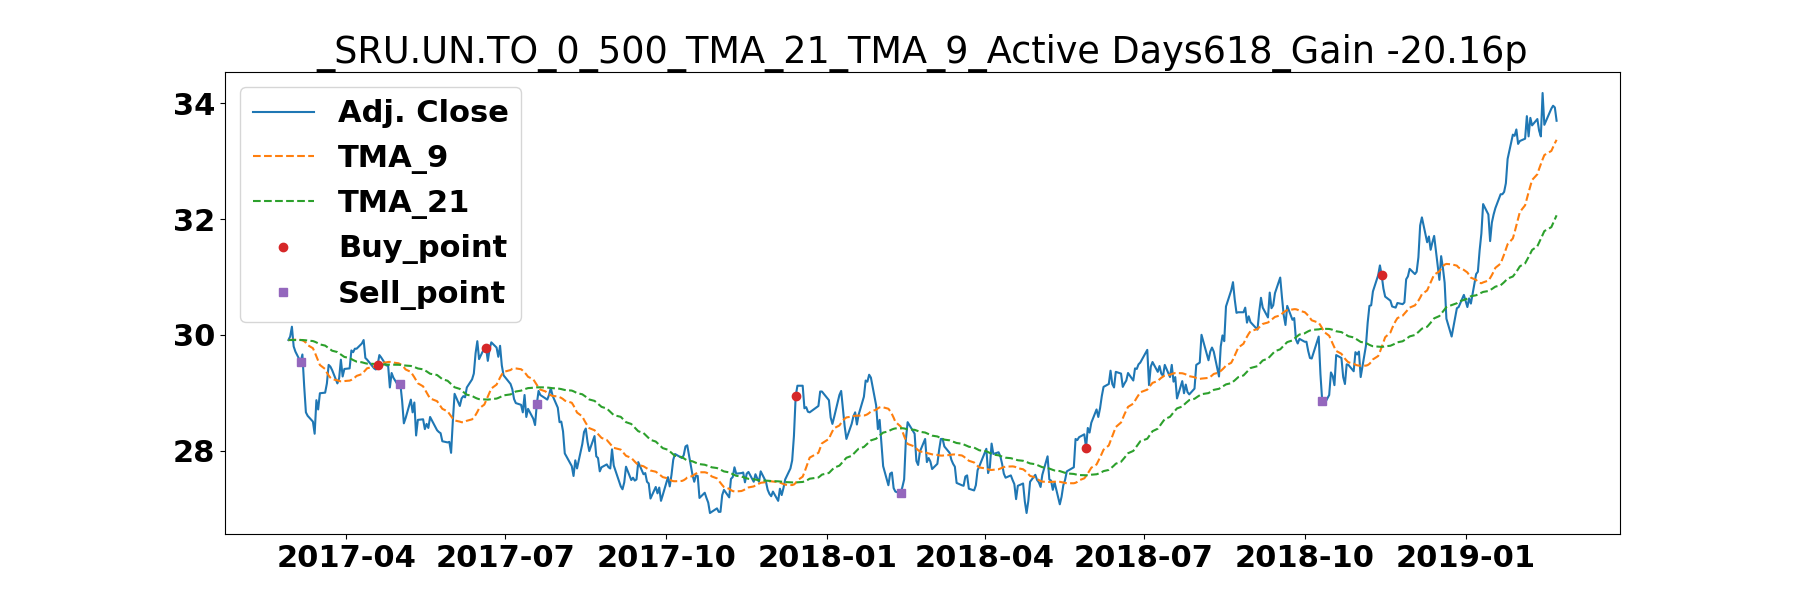 _SRU.UN.TO_0_500_TMA_21_TMA_9_Active Days618_Gain -20.16p
Adj. Close
TMA_9
TMA_21
Buy_point
Sell_point
34
32
30
28
2017-04 2017-07 2017-10 2018-01 2018-04 2018-07 2018-10 2019-01